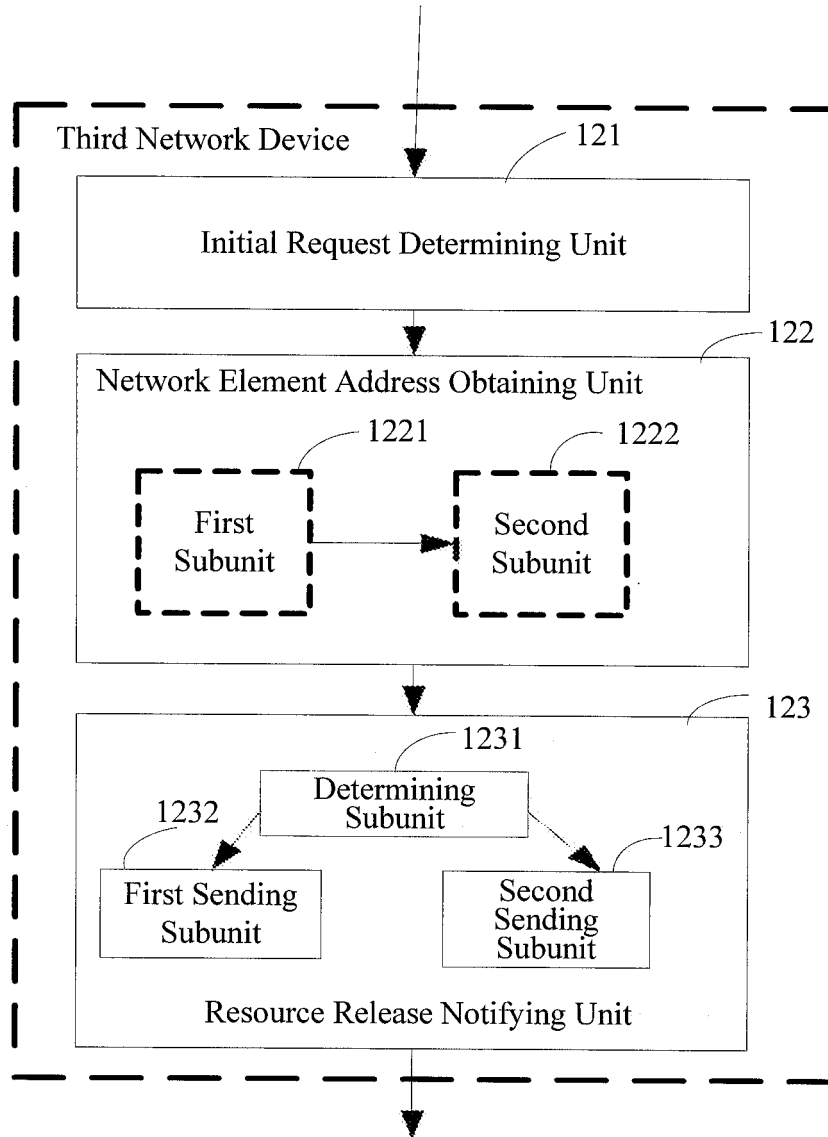 Third Network Device
121
Initial Request Determining Unit
122
Network Element Address Obtaining Unit
1221
1222
First
Subunit
Second
Subunit
123
1231
Determining
Subunit
1232
1233
First Sending
Subunit
Second
Sending
Subunit
Resource Release Notifying Unit